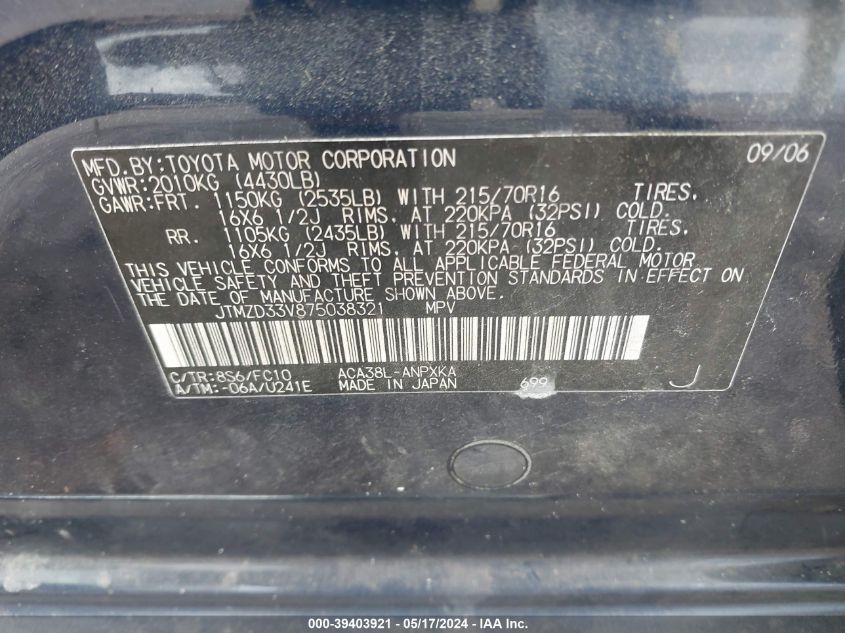 MFD. BY: TOYOTA MOTOR CORPORATION 09/06
GVWR: 2010KG (4430LB)
GAWR: FRT. 1150KG (2535LB) WITH 215/70R16 TIRES.
16X6 1/2J RIMS. AT 220KPA (32PSI) COLD.
RR. 1105KG (2435LB) WITH 215/70R16 TIRES.
16X6 1/2J RIMS. AT 220KPA (32PSI) COLD.
THIS VEHICLE CONFORMS TO ALL APPLICABLE FEDERAL MOTOR
VEHICLE SAFETY AND THEFT PREVENTION STANDARDS IN EFFECT ON
THE DATE OF MANUFACTURE SHOWN ABOVE.
JTMZD33V875038321 MPV
C/TR: 8S6/FC10 ACA38L-ANPXKA
A/TM: -06A/U241E MADE IN JAPAN 699 J
000-39403921 - 05/17/2024 - IAA Inc.